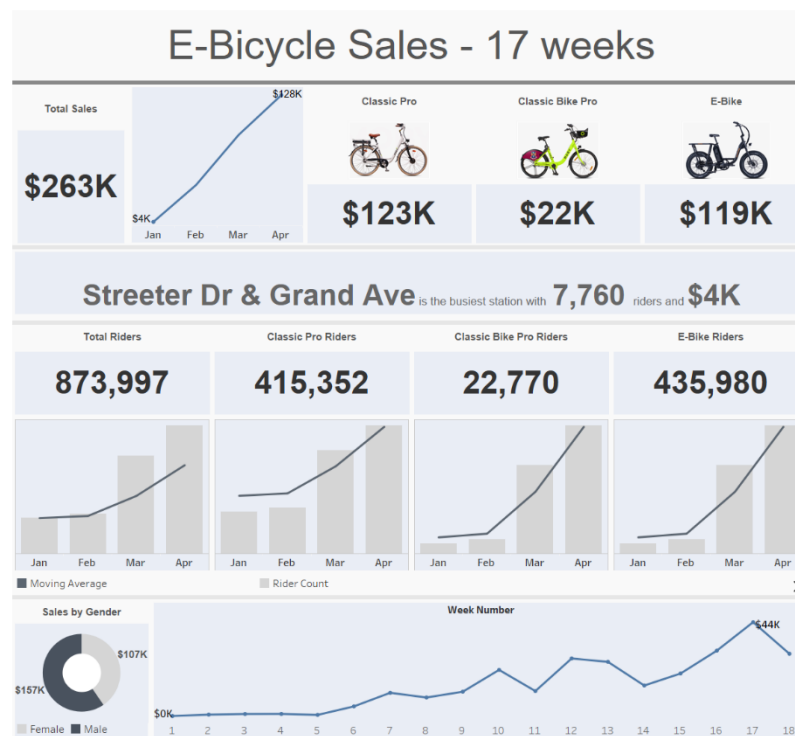 E-Bicycle Sales - 17 weeks
Total Sales
$263K
$128K
$4K
Jan Feb Mar Apr
Classic Pro
$123K
Classic Bike Pro
$22K
E-Bike
$119K
Streeter Dr & Grand Ave is the busiest station with 7,760 riders and $4K
Total Riders Classic Pro Riders Classic Bike Pro Riders E-Bike Riders
873,997 415,352 22,770 435,980
Jan Feb Mar Apr Jan Feb Mar Apr Jan Feb Mar Apr Jan Feb Mar Apr
Moving Average Rider Count
Sales by Gender
$107K
$157K
Female Male
Week Number
$44K
$0K
1 2 3 4 5 6 7 8 9 10 11 12 13 14 15 16 17 18